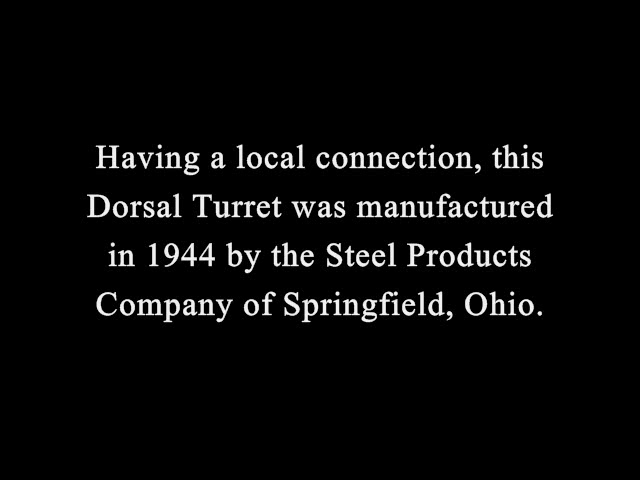 Having a local connection, this
Dorsal Turret was manufactured
in 1944 by the Steel Products
Company of Springfield, Ohio.